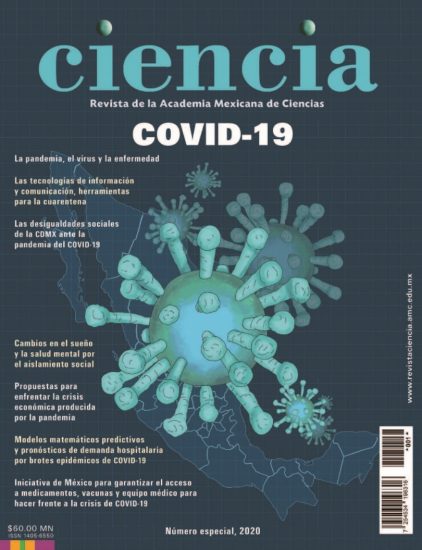 ciencia
Revista de la Academia Mexicana de Ciencias
COVID-19
La pandemia, el virus y la enfermedad
Las tecnologías de información
y comunicación, herramientas
para la cuarentena
Las desigualdades sociales
de la CDMX ante la
pandemia del COVID-19
Cambios en el sueño
y la salud mental por
el aislamiento social
Propuestas para
enfrentar la crisis
económica producida
por la pandemia
Modelos matemáticos predictivos
y pronósticos de demanda hospitalaria
por brotes epidémicos de COVID-19
Iniciativa de México para garantizar el acceso
a medicamentos, vacunas y equipo médico para
hacer frente a la crisis de COVID-19
www.revistaciencia.amc.edu.mx
$60.00 MN
ISSN 1405-6550
Número especial, 2020